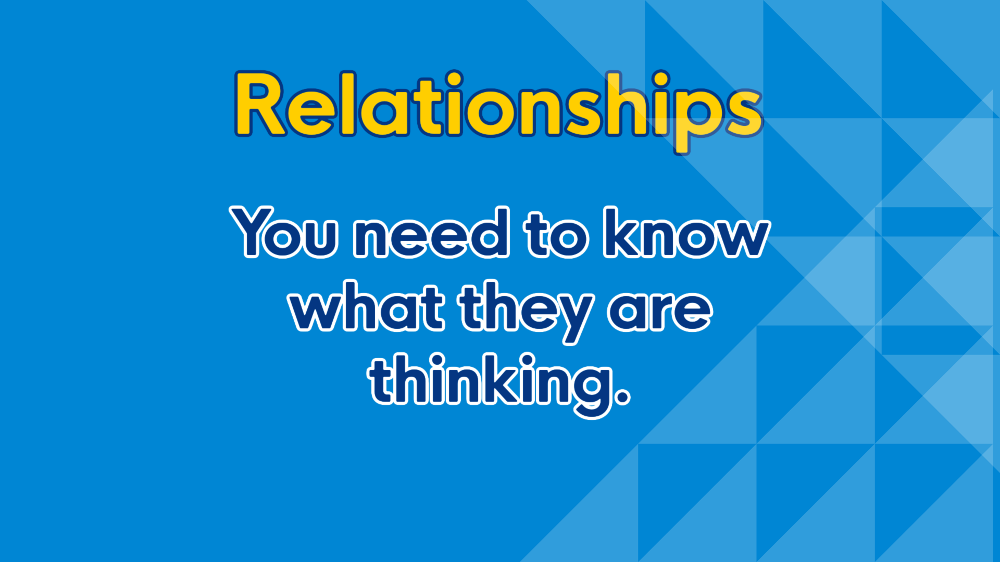 Relationships
You need to know
what they are
thinking.